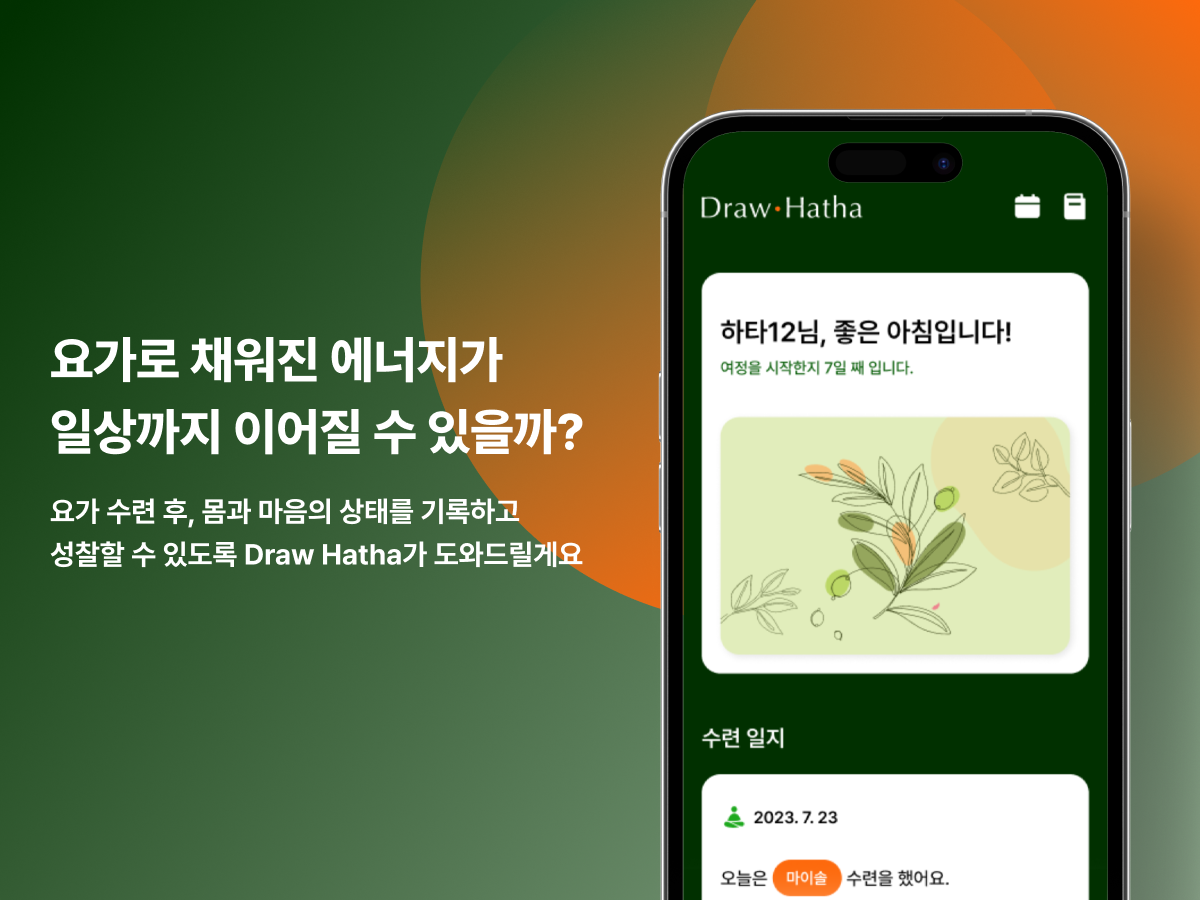 요가로 채워진 에너지가
일상까지 이어질 수 있을까?
요가 수련 후, 몸과 마음의 상태를 기록하고
성찰할 수 있도록 Draw Hatha가 도와드릴게요
Draw·Hatha
하타12님, 좋은 아침입니다!
여정을 시작한지 7일 째 입니다.
수련 일지
2023. 7. 23
오늘은 마이솔 수련을 했어요.